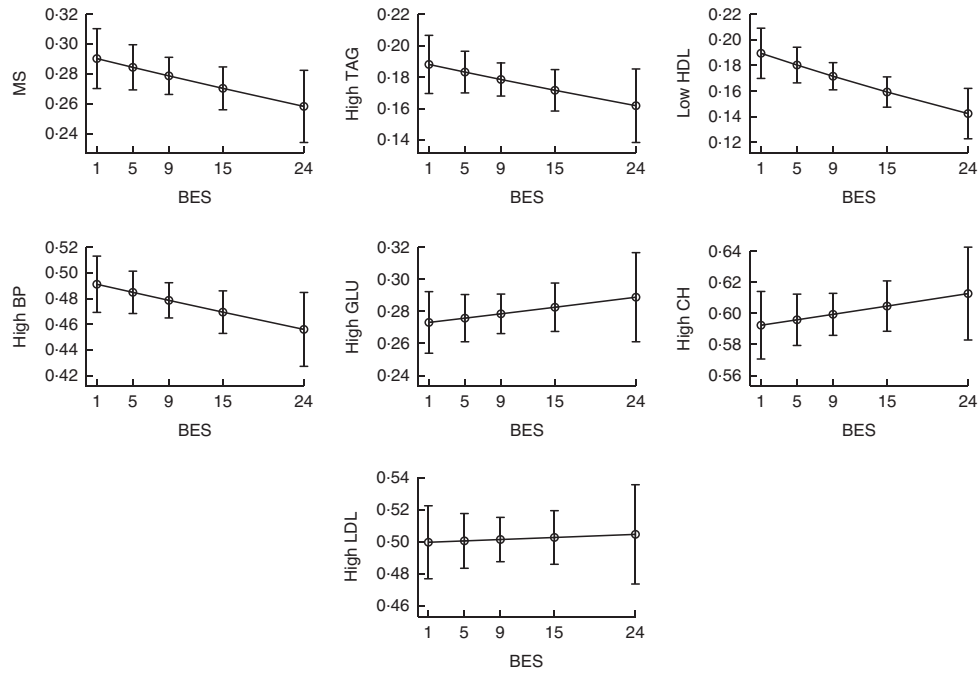 MS
0·32
0·30
0·28
0·26
0·24
1 5 9 15 24
BES
High TAG
0·22
0·20
0·18
0·16
0·14
1 5 9 15 24
BES
Low HDL
0·22
0·20
0·18
0·16
0·14
0·12
1 5 9 15 24
BES
High BP
0·52
0·50
0·48
0·46
0·44
0·42
1 5 9 15 24
BES
High GLU
0·32
0·30
0·28
0·26
0·24
1 5 9 15 24
BES
High CH
0·64
0·62
0·60
0·58
0·56
1 5 9 15 24
BES
High LDL
0·54
0·52
0·50
0·48
0·46
1 5 9 15 24
BES